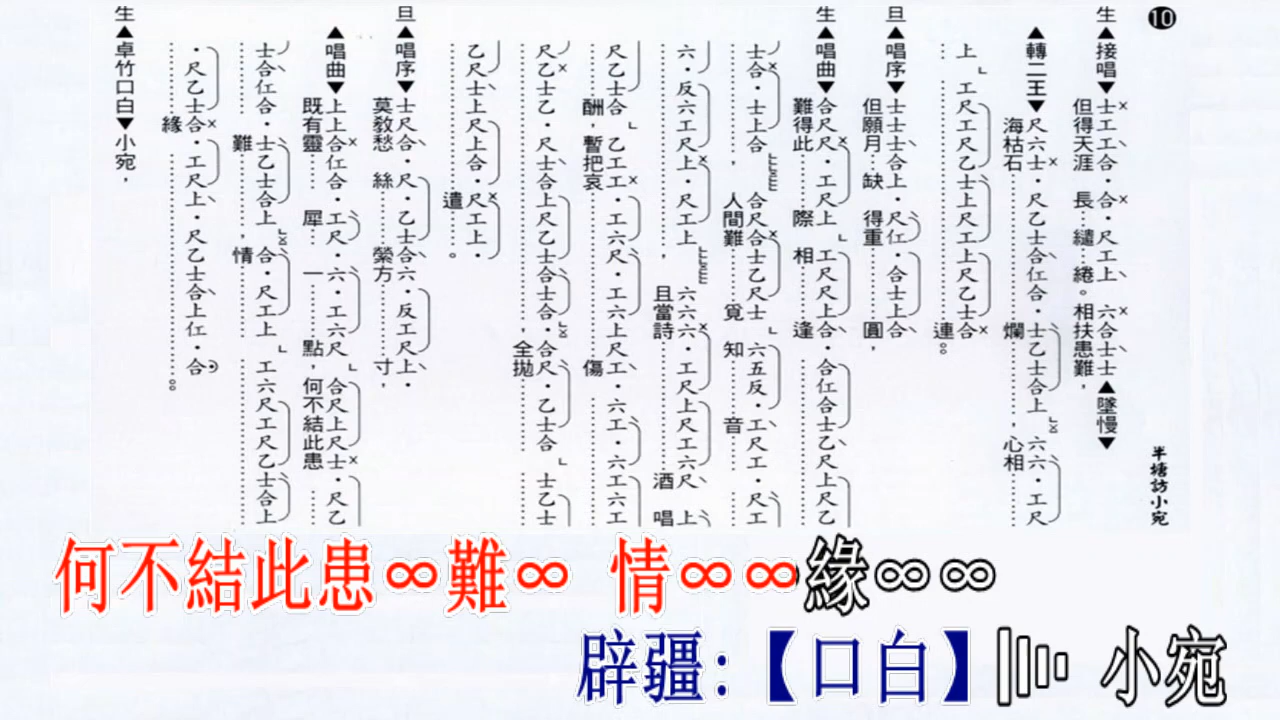 10
半塘訪小宛
生▲接唱▼士工工合•合•尺工上 六合士士▲墜慢▼
但得天涯 長⋯繾⋯綣。相扶患難，
▲轉二王▼尺六士•尺乙士合仜合•士乙士合上 六六•工尺
海枯石⋯⋯爛⋯⋯，心相
上 工尺工尺乙士上尺工上尺乙士合
⋯⋯連。。
旦▲唱序▼士士士合上•尺仜•合士上合
但願月⋯缺 得重⋯⋯圓，
生▲唱曲▼合尺尺•工尺上 工尺尺上合•合仜合士乙尺上尺乙
難得此⋯⋯際 相⋯⋯逢⋯⋯
士合•士上合 合尺合士乙尺士 六五反•工尺工•尺工
⋯⋯，人間難⋯⋯覓 知⋯⋯音⋯⋯
六•反六工尺上•尺工上 六六六•工尺上尺工六尺 上
⋯⋯，且當詩⋯⋯酒 唱
尺乙士合 乙工工•工六尺•工六上尺工•六工•六工六工
⋯⋯酬，暫把哀⋯⋯傷⋯⋯
尺乙士乙•尺士合上尺乙士合士合•合尺•乙士合 士乙士
⋯⋯，全拋⋯⋯
乙尺士上尺上合•尺工上•
⋯⋯遣⋯⋯。
旦▲唱序▼士尺合•尺•乙士合六•反工尺上•
莫教愁 絲⋯⋯縈方⋯⋯寸，
▲唱曲▼上上合仜合•工尺•六•工六尺 合尺上尺士•尺乙
既有靈⋯⋯犀⋯一⋯⋯點，何不結此患⋯⋯
士合仜合•士乙士合上 合•尺工上 工六尺工尺乙士合上
⋯⋯難⋯⋯，情⋯⋯
•尺乙士合•工尺上•尺乙士合上仜•合
⋯⋯緣⋯⋯。。
生▲卓竹口白▼小宛，
何不結此患∞難∞ 情∞∞緣∞∞
辟疆:【口白】 小宛